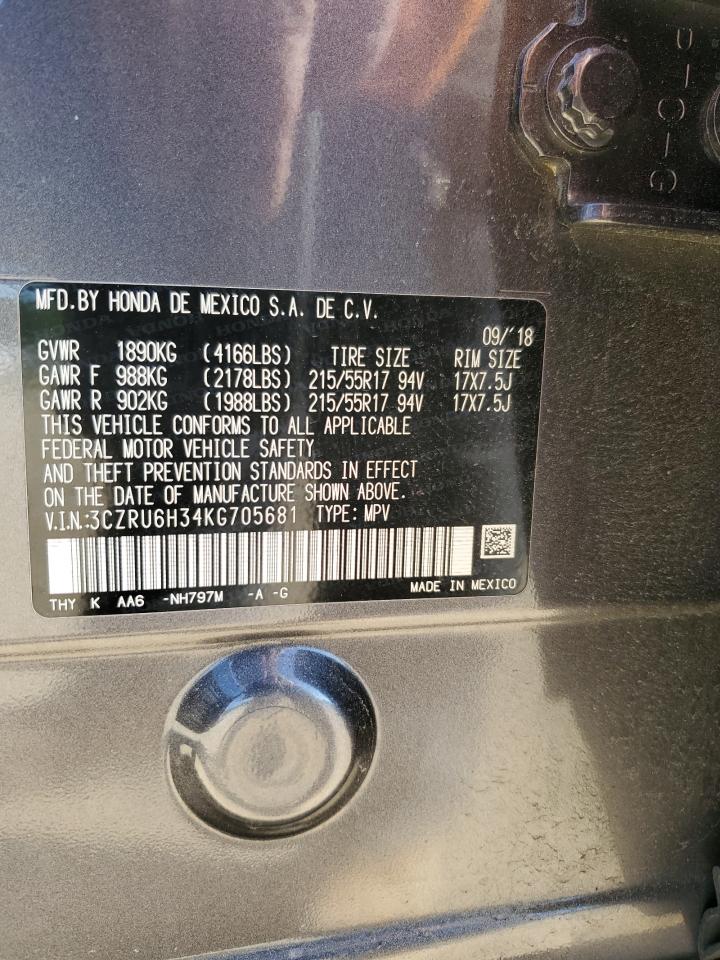 MFD.BY HONDA DE MEXICO S.A. DE C.V.
09/'18
GVWR 1890KG (4166LBS) TIRE SIZE RIM SIZE
GAWR F 988KG (2178LBS) 215/55R17 94V 17X7.5J
GAWR R 902KG (1988LBS) 215/55R17 94V 17X7.5J
THIS VEHICLE CONFORMS TO ALL APPLICABLE
FEDERAL MOTOR VEHICLE SAFETY
AND THEFT PREVENTION STANDARDS IN EFFECT
ON THE DATE OF MANUFACTURE SHOWN ABOVE.
V.I.N.:3CZRU6H34KG705681 TYPE: MPV
MADE IN MEXICO
THY K AA6 -NH797M -A -G